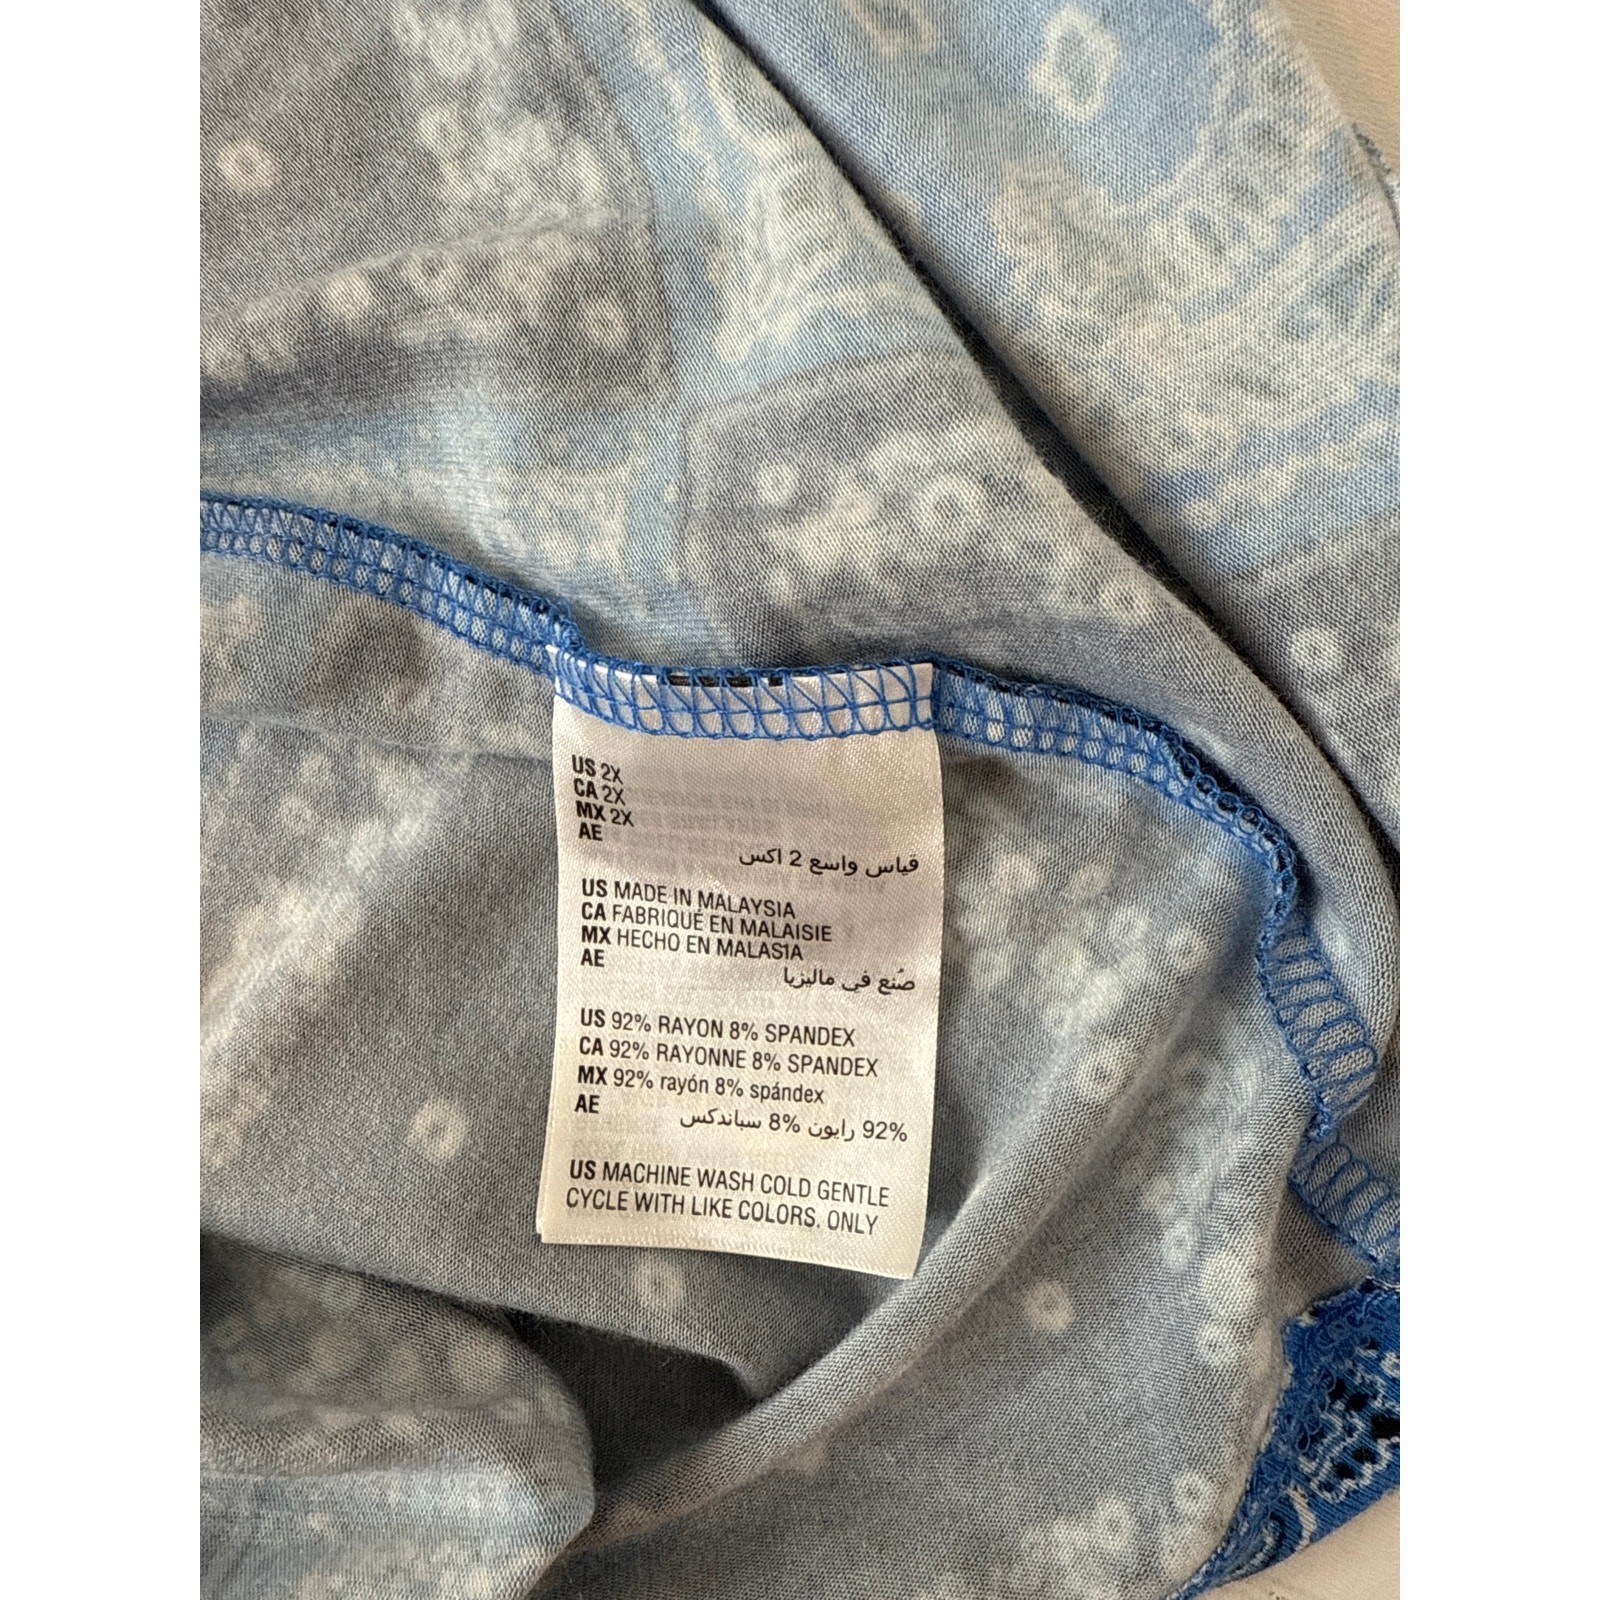 US 2X
CA 2X
MX 2X
AE
قياس واسع 2 اكس
US MADE IN MALAYSIA
CA FABRIQUÉ EN MALAISIE
MX HECHO EN MALASIA
AE
صُنع في ماليزيا
US 92% RAYON 8% SPANDEX
CA 92% RAYONNE 8% SPANDEX
MX 92% rayón 8% spándex
AE
92% رايون 8% سباندكس
US MACHINE WASH COLD GENTLE
CYCLE WITH LIKE COLORS. ONLY